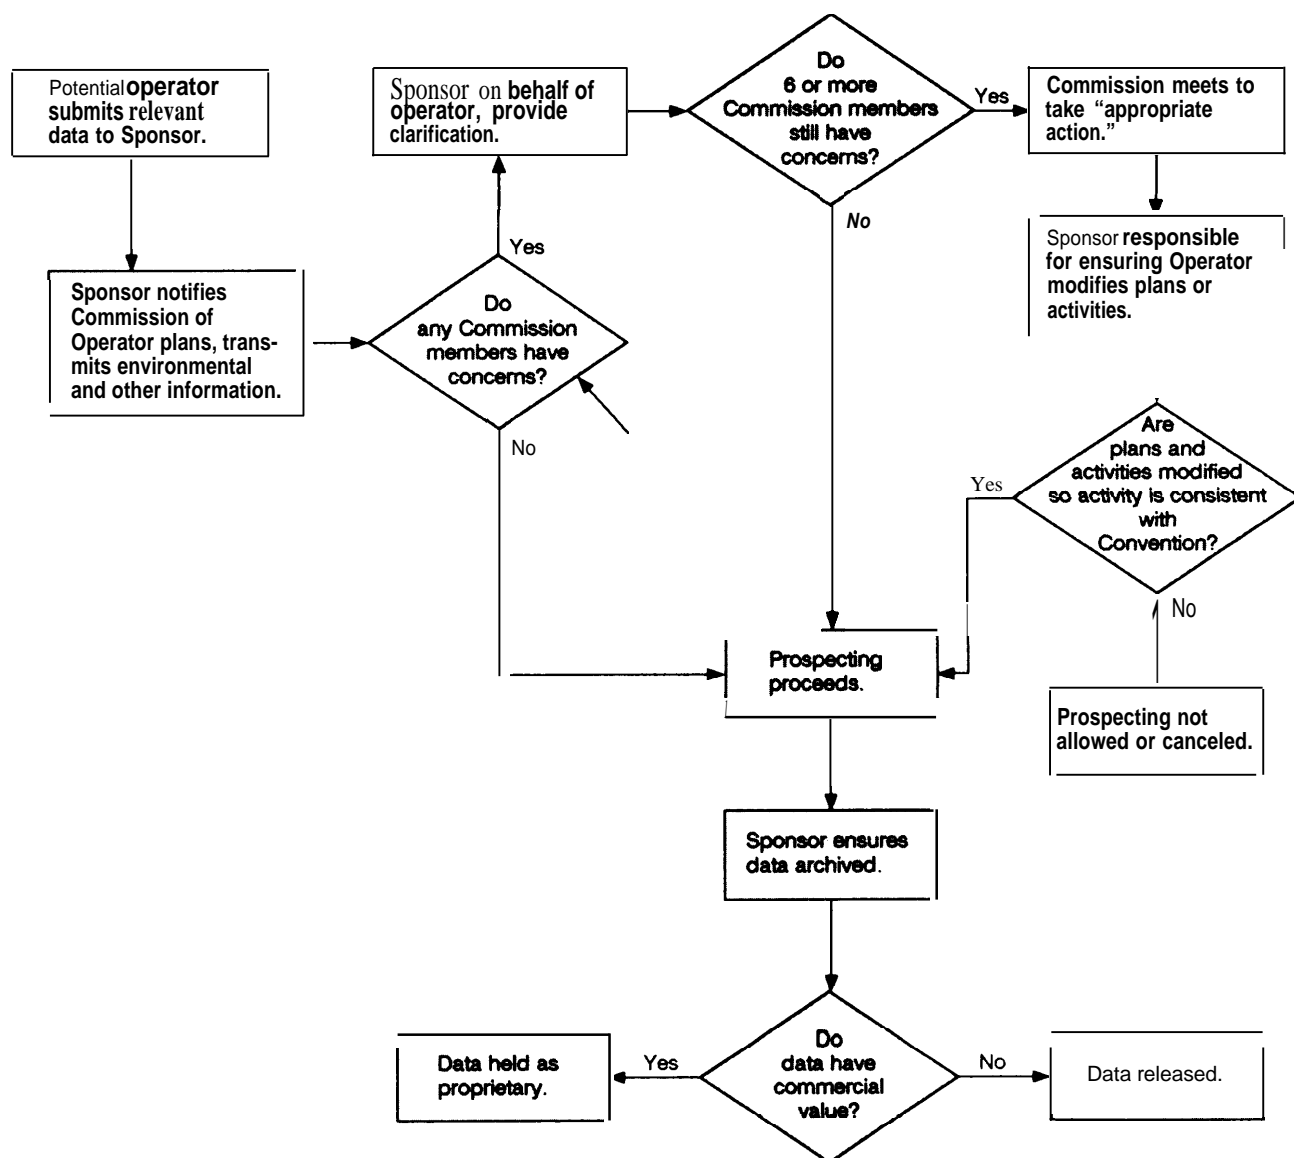 Potential operator
submits relevant
data to Sponsor.
Sponsor on behalf of
operator, provide
clarification.
Do
6 or more
Commission members
still have
concerns?
Yes
Commission meets to
take “appropriate
action.”
No
Sponsor responsible
for ensuring Operator
modifies plans or
activities.
Yes
Sponsor notifies
Commission of
Operator plans, trans-
mits environmental
and other information.
Do
any Commission
members have
concerns?
No
Are
plans and
activities modified
so activity is consistent
with
Convention?
Yes
No
Prospecting
proceeds.
Prospecting not
allowed or canceled.
Sponsor ensures
data archived.
Do
data have
commercial
value?
Yes
Data held as
proprietary.
No
Data released.